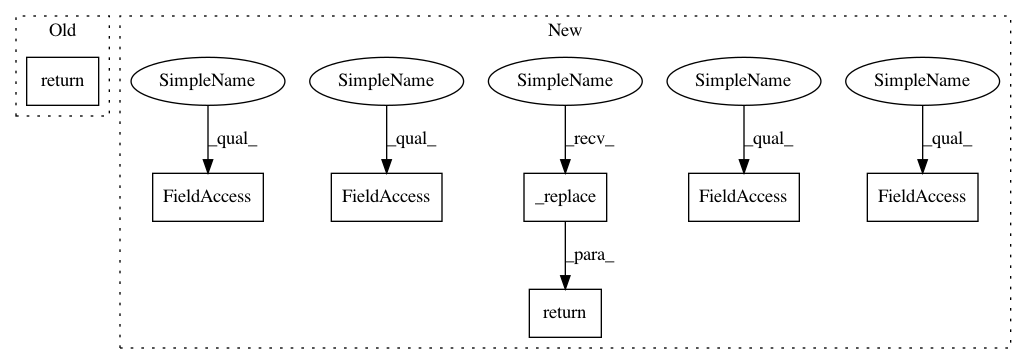 Old
New
return
SimpleName
SimpleName
SimpleName
SimpleName
SimpleName
_qual_
_qual_
_recv_
_qual_
_qual_
FieldAccess
FieldAccess
_replace
FieldAccess
FieldAccess
_para_
return